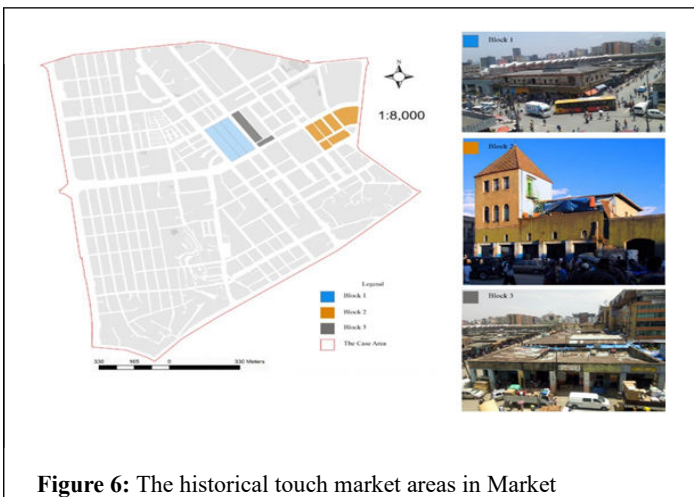 N
1:8,000
Legend
Block 1
Block 2
Block 3
The Case Area
330 165 0 330 Meters
Block 1
Block 2
Block 3
Figure 6: The historical touch market areas in Market